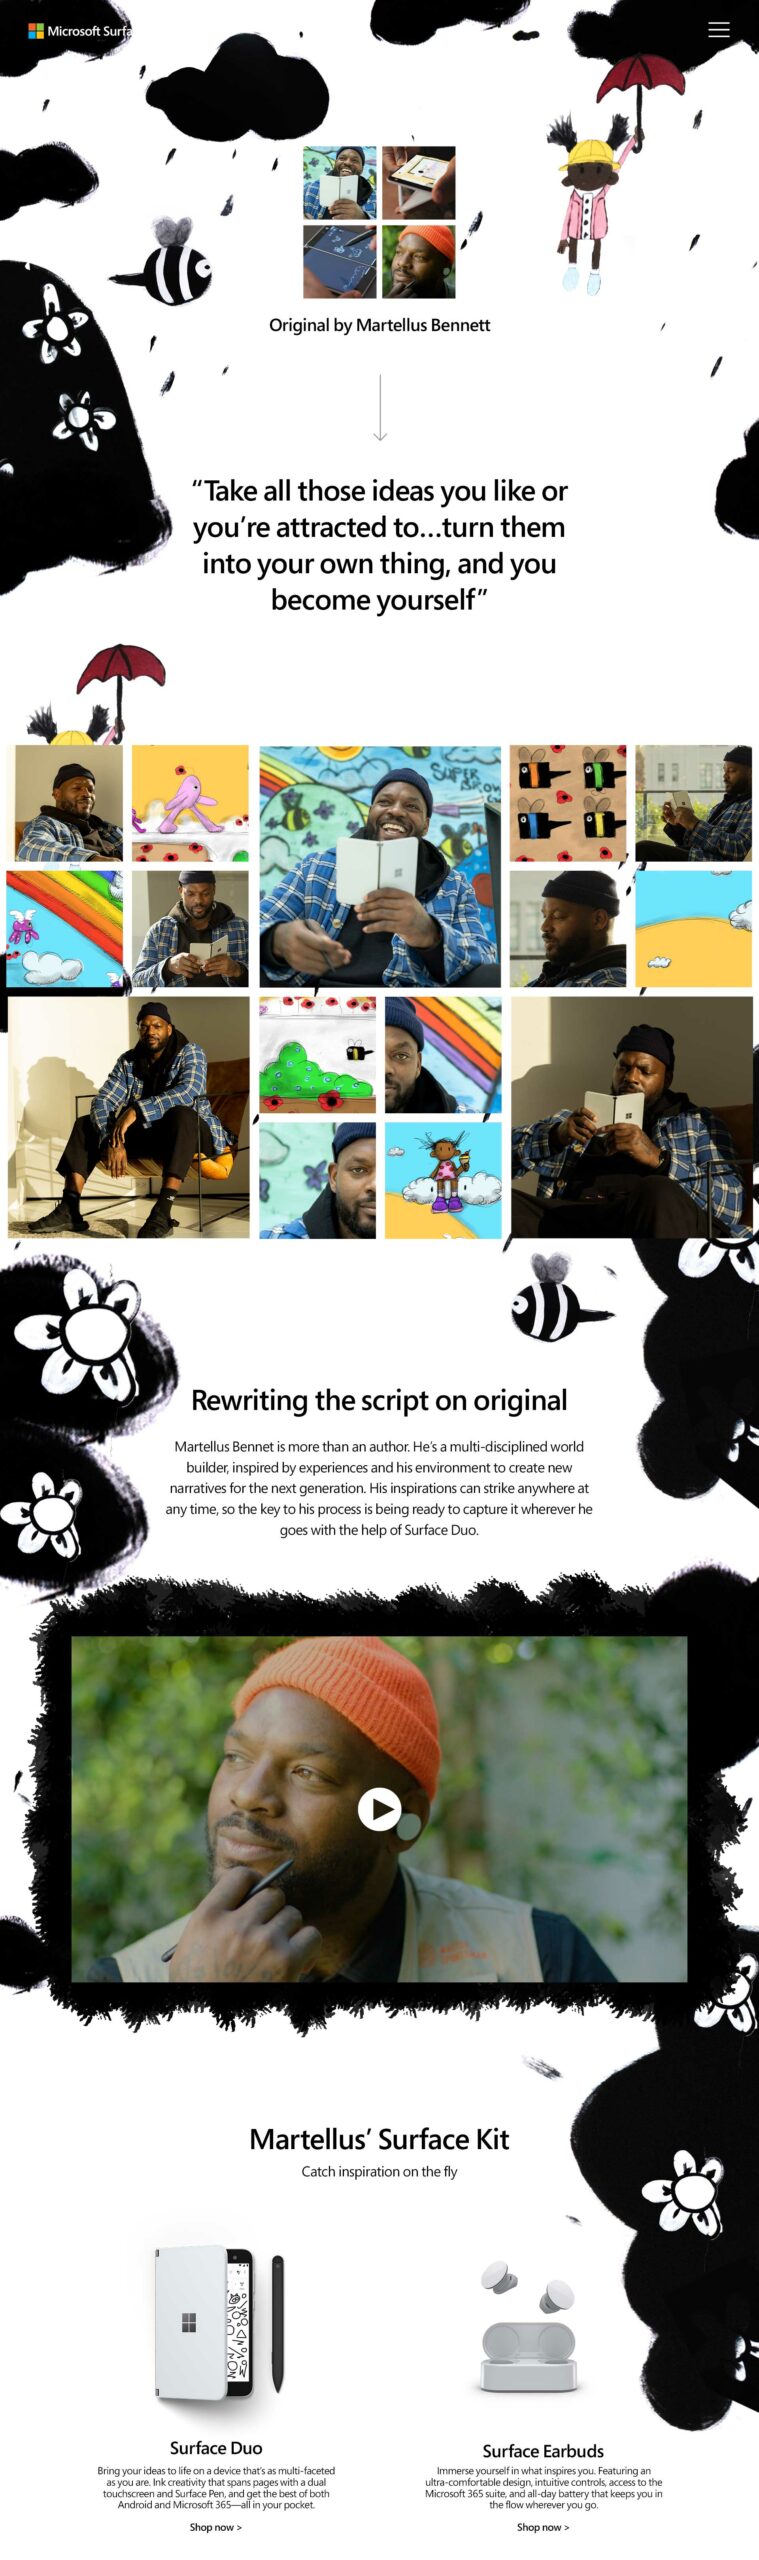 Microsoft Surfa
Original by Martellus Bennett
“Take all those ideas you like or
you’re attracted to...turn them
into your own thing, and you
become yourself”
SUPER
Rewriting the script on original
Martellus Bennet is more than an author. He’s a multi-disciplined world
builder, inspired by experiences and his environment to create new
narratives for the next generation. His inspirations can strike anywhere at
any time, so the key to his process is being ready to capture it wherever he
goes with the help of Surface Duo.
Martellus’ Surface Kit
Catch inspiration on the fly
Surface Duo
Bring your ideas to life on a device that’s as multi-faceted
as you are. Ink creativity that spans pages with a dual
touchscreen and Surface Pen, and get the best of both
Android and Microsoft 365—all in your pocket.
Shop now >
Surface Earbuds
Immerse yourself in what inspires you. Featuring an
ultra-comfortable design, intuitive controls, access to the
Microsoft 365 suite, and all-day battery that keeps you in
the flow wherever you go.
Shop now >